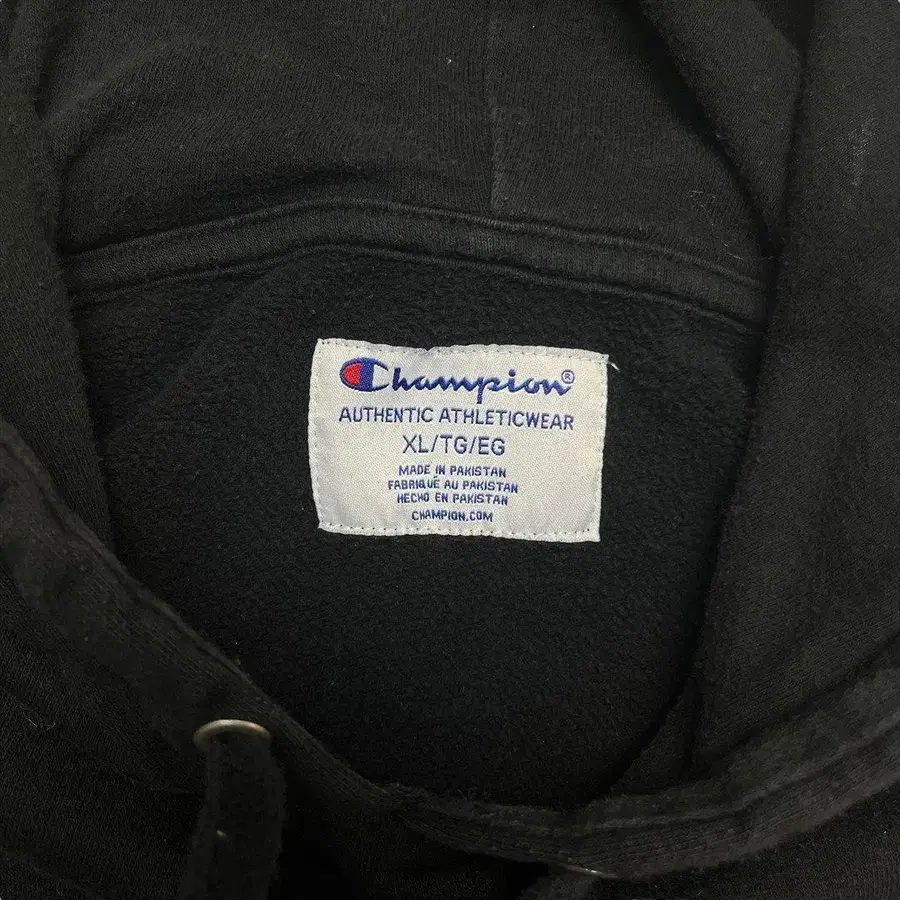 Champion®
AUTHENTIC ATHLETICWEAR
XL/TG/EG
MADE IN PAKISTAN
FABRIQUÉ AU PAKISTAN
HECHO EN PAKISTAN
CHAMPION.COM